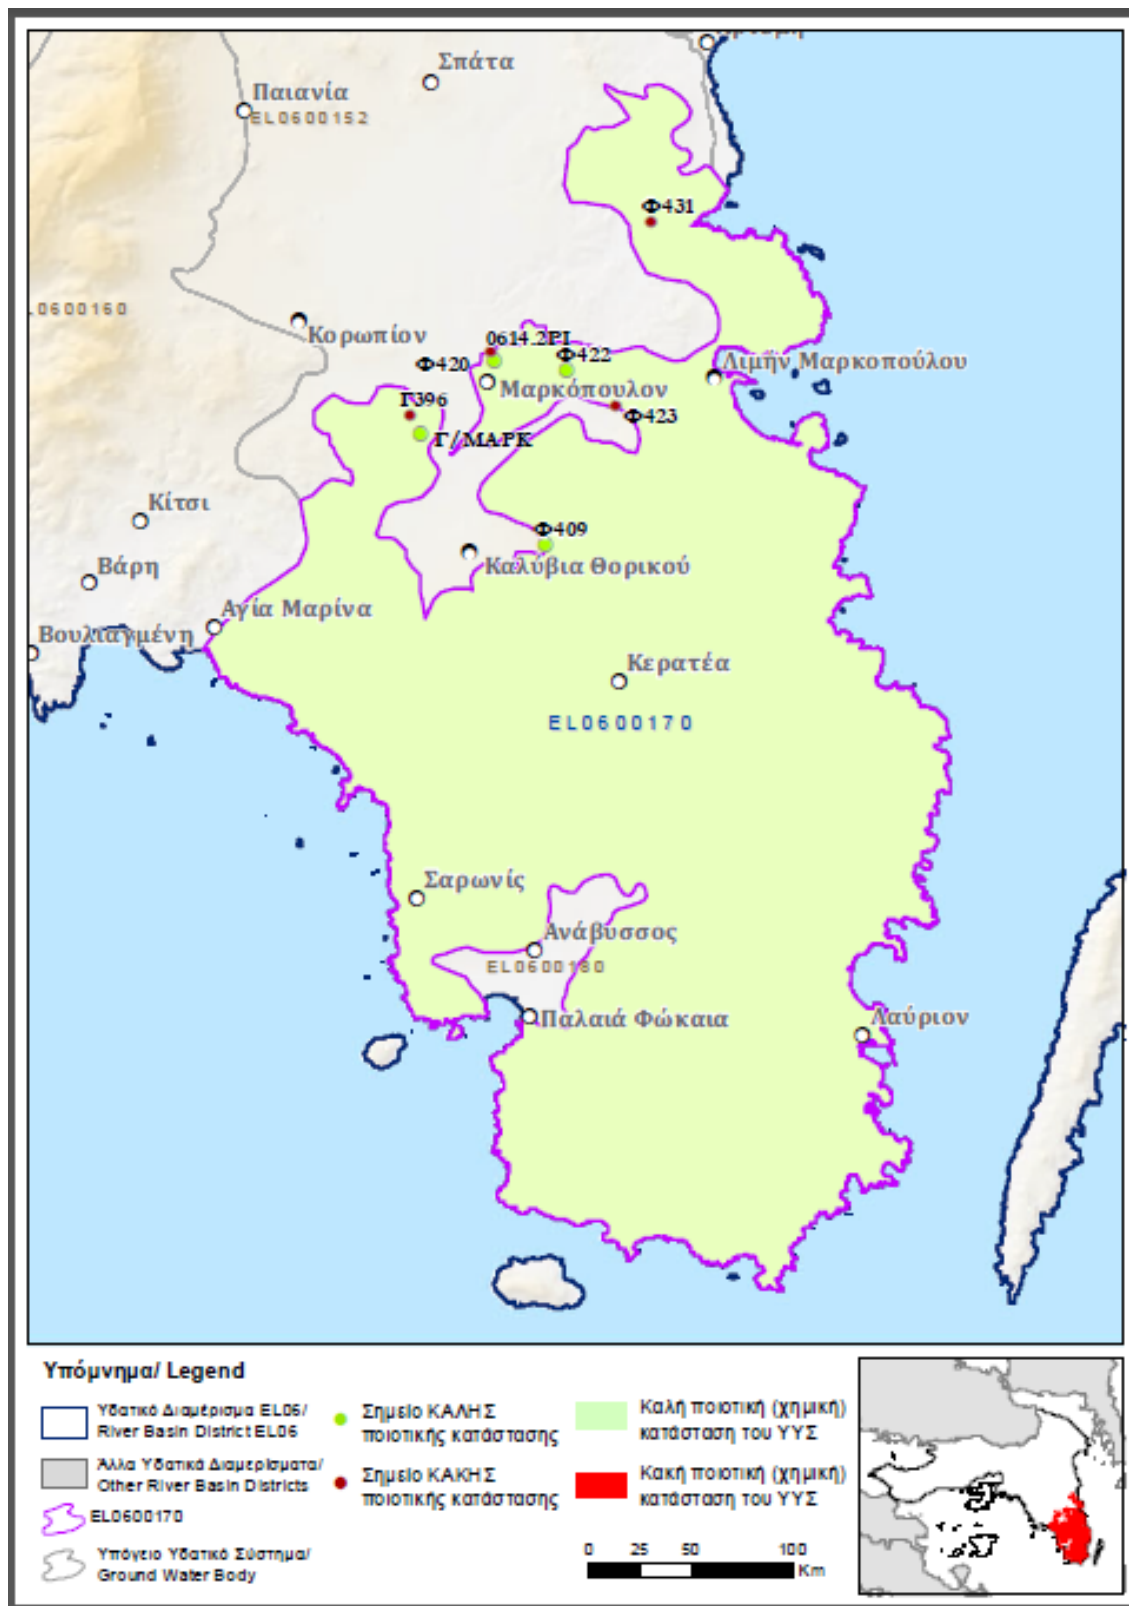 Σπάτα
Παιανία
EL0600152
Φ431
L0600160
Κορωπίον
0614.2PI
Φ420
Φ422
Λιμήν Μαρκοπούλου
Μαρκόπουλον
Γ396
Φ423
Γ/ΜΑΡΚ
Κίτσι
Φ409
Καλύβια Θορικού
Βάρη
Αγία Μαρίνα
Βουλιαγμένη
Κερατέα
EL0600170
Σαρωνίς
Ανάβυσσος
EL0600180
Παλαιά Φώκαια
Λαύριον
Υπόμνημα/ Legend
Υδατικό Διαμέρισμα EL06/
River Basin District EL06
Άλλα Υδατικά Διαμερίσματα/
Other River Basin Districts
EL0600170
Υπόγειο Υδατικό Σύστημα/
Ground Water Body
Σημείο ΚΑΛΗΣ
ποιοτικής κατάστασης
Σημείο ΚΑΚΗΣ
ποιοτικής κατάστασης
Καλή ποιοτική (χημική)
κατάσταση του ΥΥΣ
Κακή ποιοτική (χημική)
κατάσταση του ΥΥΣ
0 25 50 100
Km